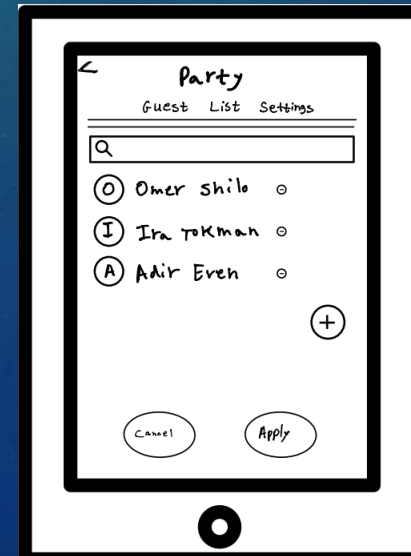 Party
Guest List Settings
O Omer Shilo
I Ira Tokman
A Adir Even
+
Cancel Apply